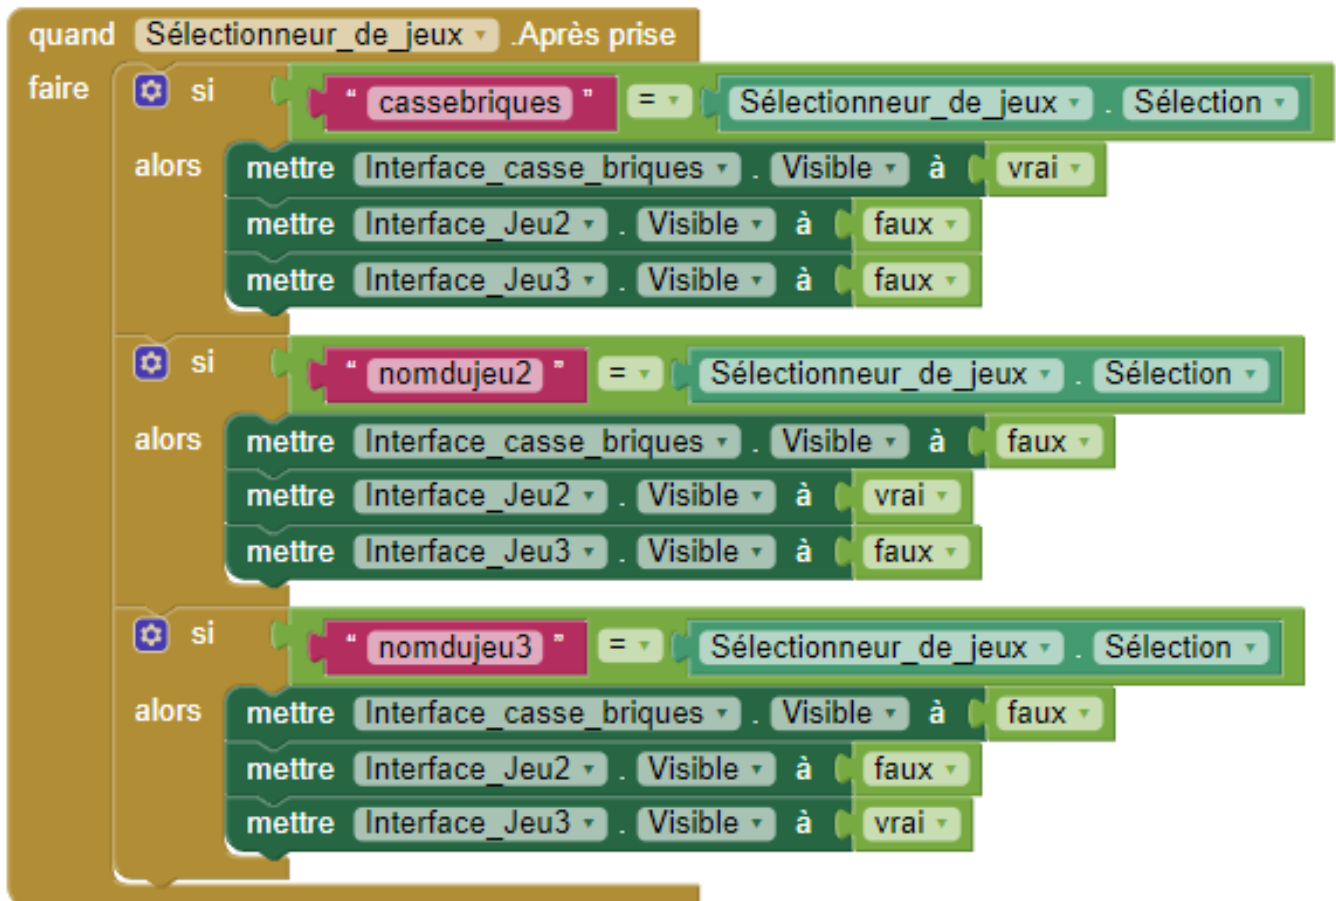 quand Sélectionneur_de_jeux .Après prise
faire si " cassebriques " = Sélectionneur_de_jeux . Sélection
alors mettre Interface_casse_briques . Visible à vrai
mettre Interface_Jeu2 . Visible à faux
mettre Interface_Jeu3 . Visible à faux
si " nomdujeu2 " = Sélectionneur_de_jeux . Sélection
alors mettre Interface_casse_briques . Visible à faux
mettre Interface_Jeu2 . Visible à vrai
mettre Interface_Jeu3 . Visible à faux
si " nomdujeu3 " = Sélectionneur_de_jeux . Sélection
alors mettre Interface_casse_briques . Visible à faux
mettre Interface_Jeu2 . Visible à faux
mettre Interface_Jeu3 . Visible à vrai